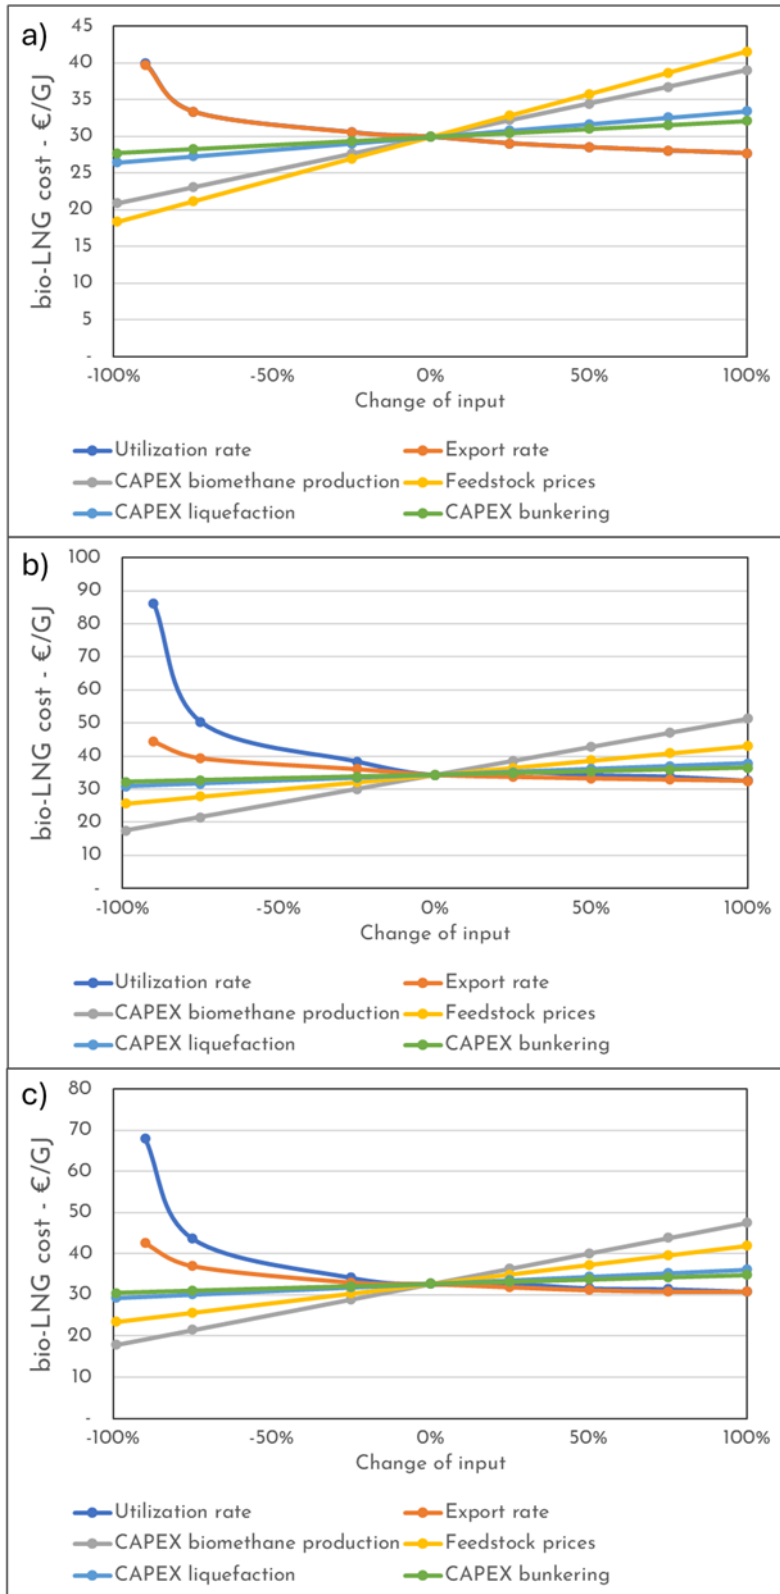 a)
bio-LNG cost - €/GJ
45
40
35
30
25
20
15
10
5
-
-100% -50% 0% 50% 100%
Change of input
Utilization rate Export rate
CAPEX biomethane production Feedstock prices
CAPEX liquefaction CAPEX bunkering
b)
bio-LNG cost - €/GJ
100
90
80
70
60
50
40
30
20
10
-
-100% -50% 0% 50% 100%
Change of input
Utilization rate Export rate
CAPEX biomethane production Feedstock prices
CAPEX liquefaction CAPEX bunkering
c)
bio-LNG cost - €/GJ
80
70
60
50
40
30
20
10
-
-100% -50% 0% 50% 100%
Change of input
Utilization rate Export rate
CAPEX biomethane production Feedstock prices
CAPEX liquefaction CAPEX bunkering